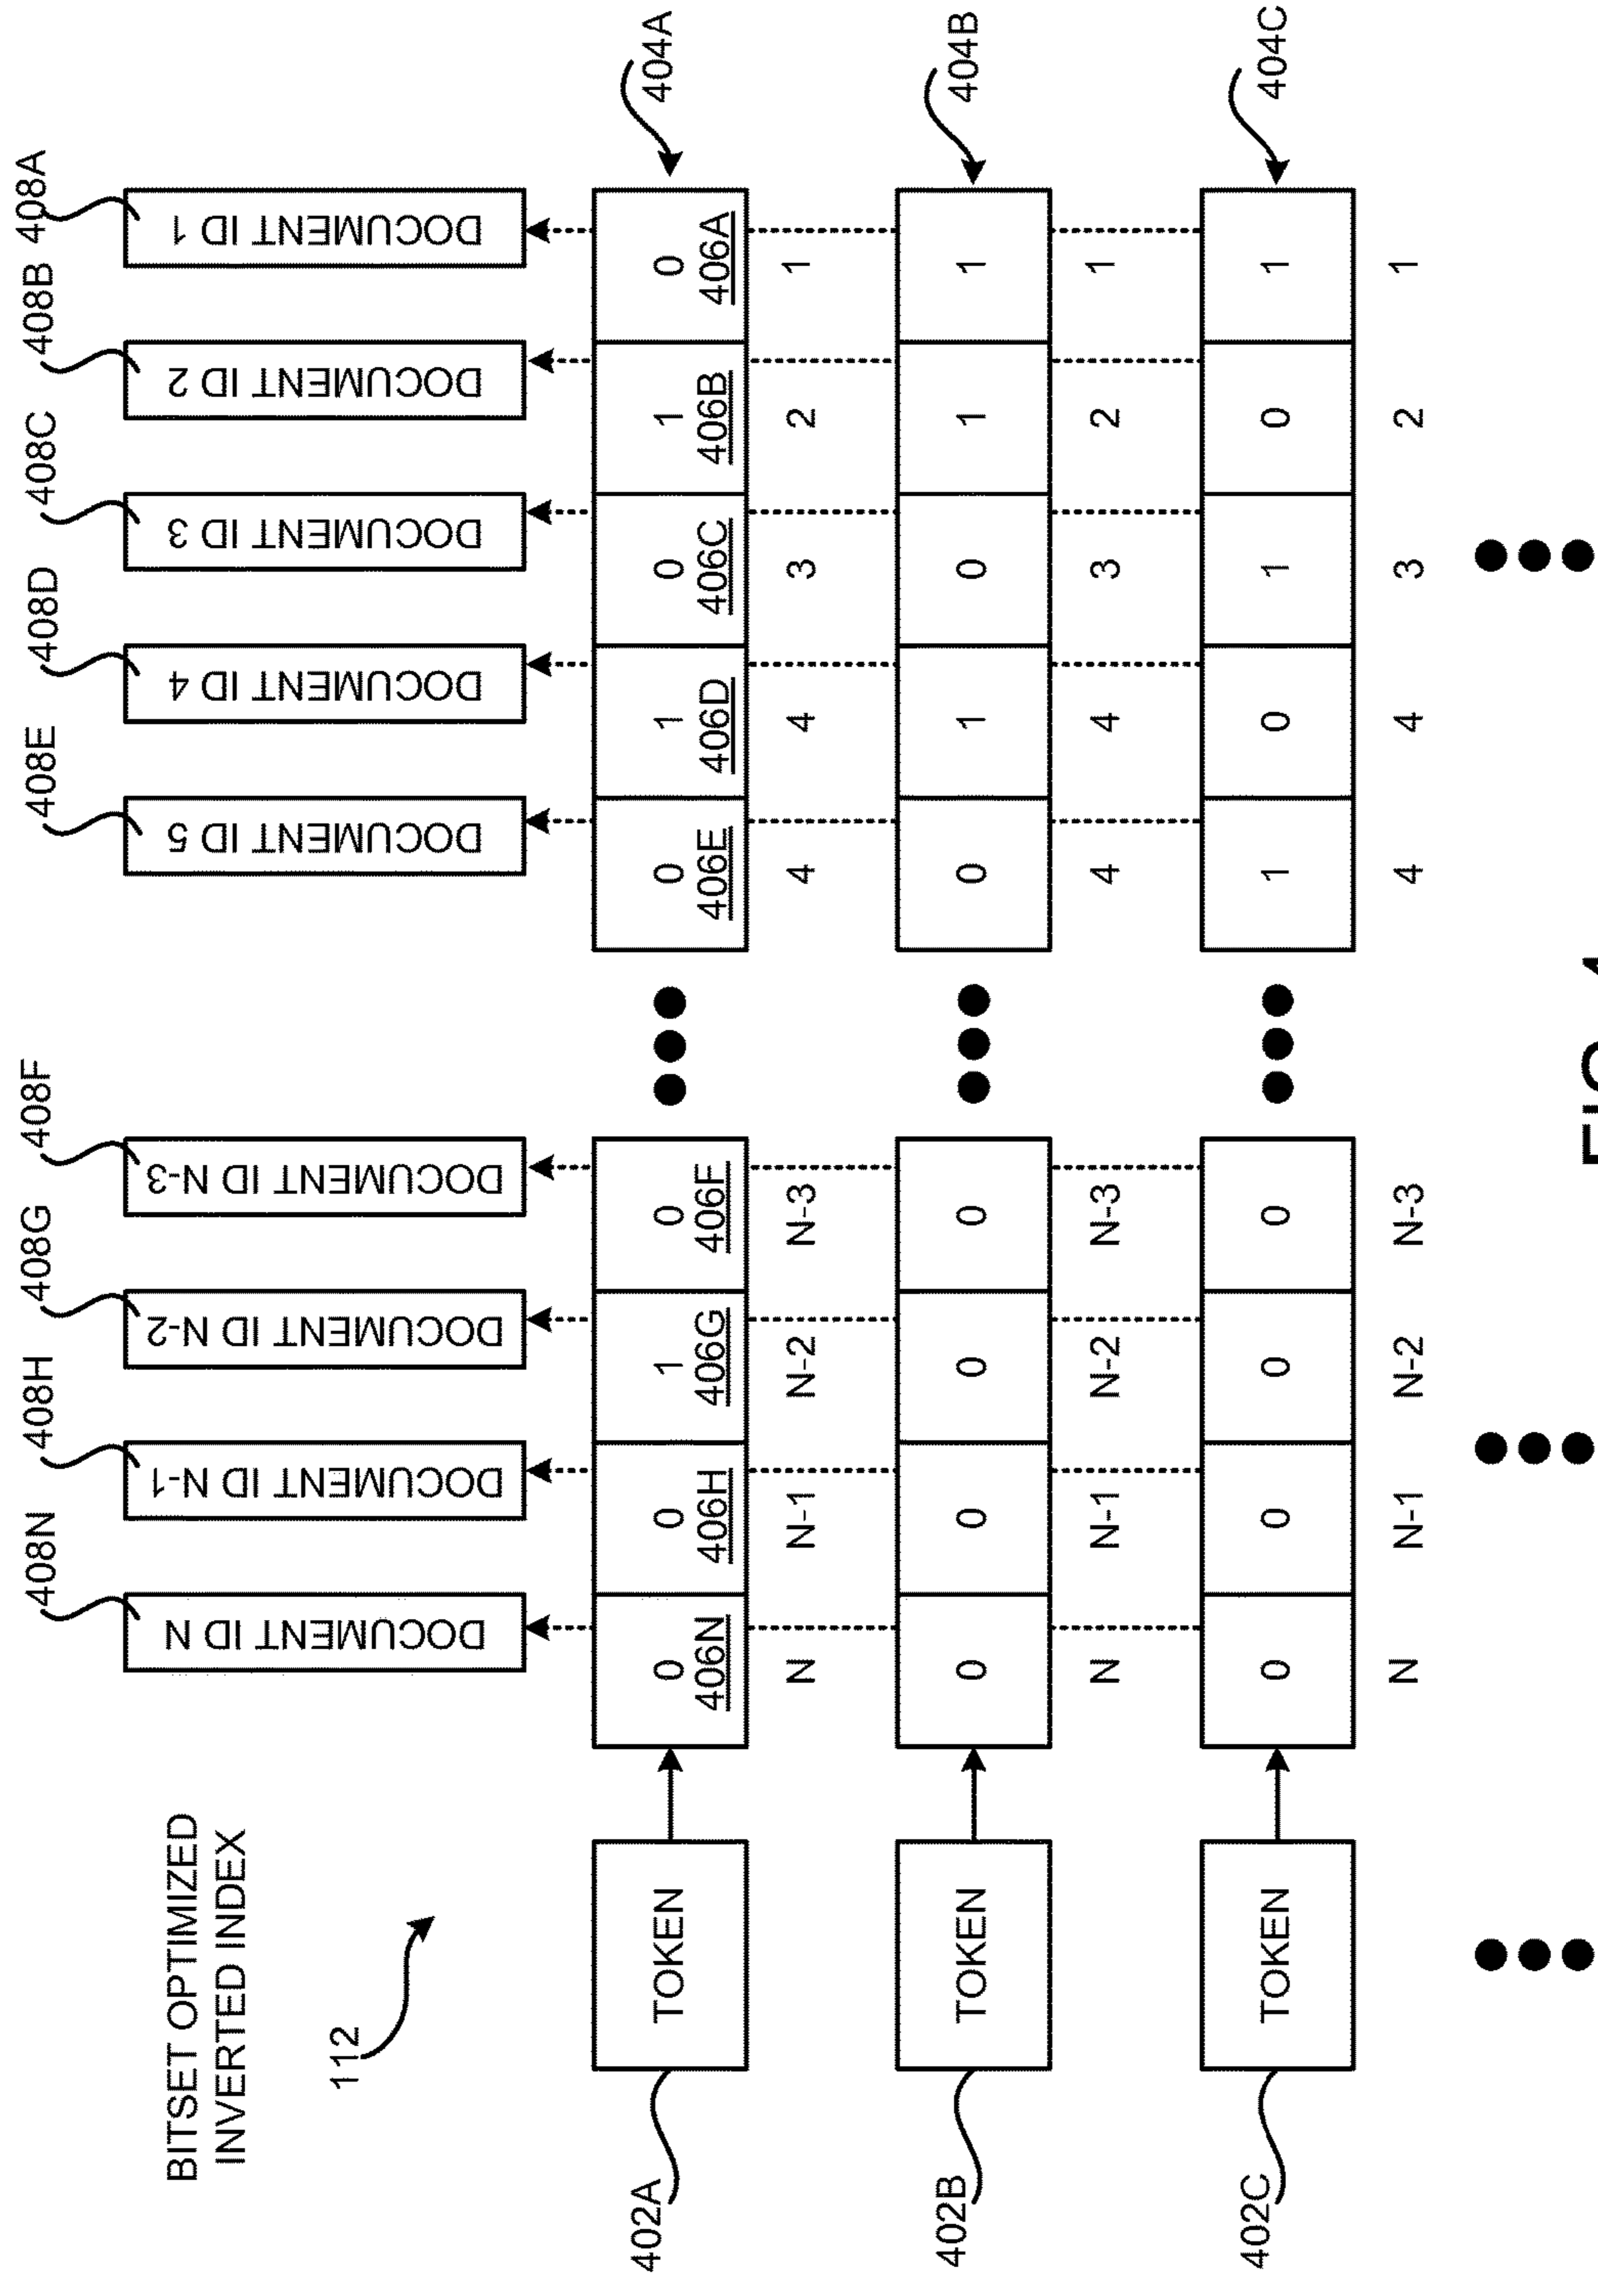 BITSET OPTIMIZED
INVERTED INDEX
112
408N
408H
408G
408F
408E
408D
408C
408B
408A
DOCUMENT ID N
DOCUMENT ID N-1
DOCUMENT ID N-2
DOCUMENT ID N-3
DOCUMENT ID 5
DOCUMENT ID 4
DOCUMENT ID 3
DOCUMENT ID 2
DOCUMENT ID 1
402A
TOKEN
0 0 1 0 0 1 0 1 0
406N 406H 406G 406F 406E 406D 406C 406B 406A
404A
N N-1 N-2 N-3 4 4 3 2 1
402B
TOKEN
0 0 0 0 0 1 0 1 1
404B
N N-1 N-2 N-3 4 4 3 2 1
402C
TOKEN
0 0 0 0 1 0 1 0 1
404C
N N-1 N-2 N-3 4 4 3 2 1